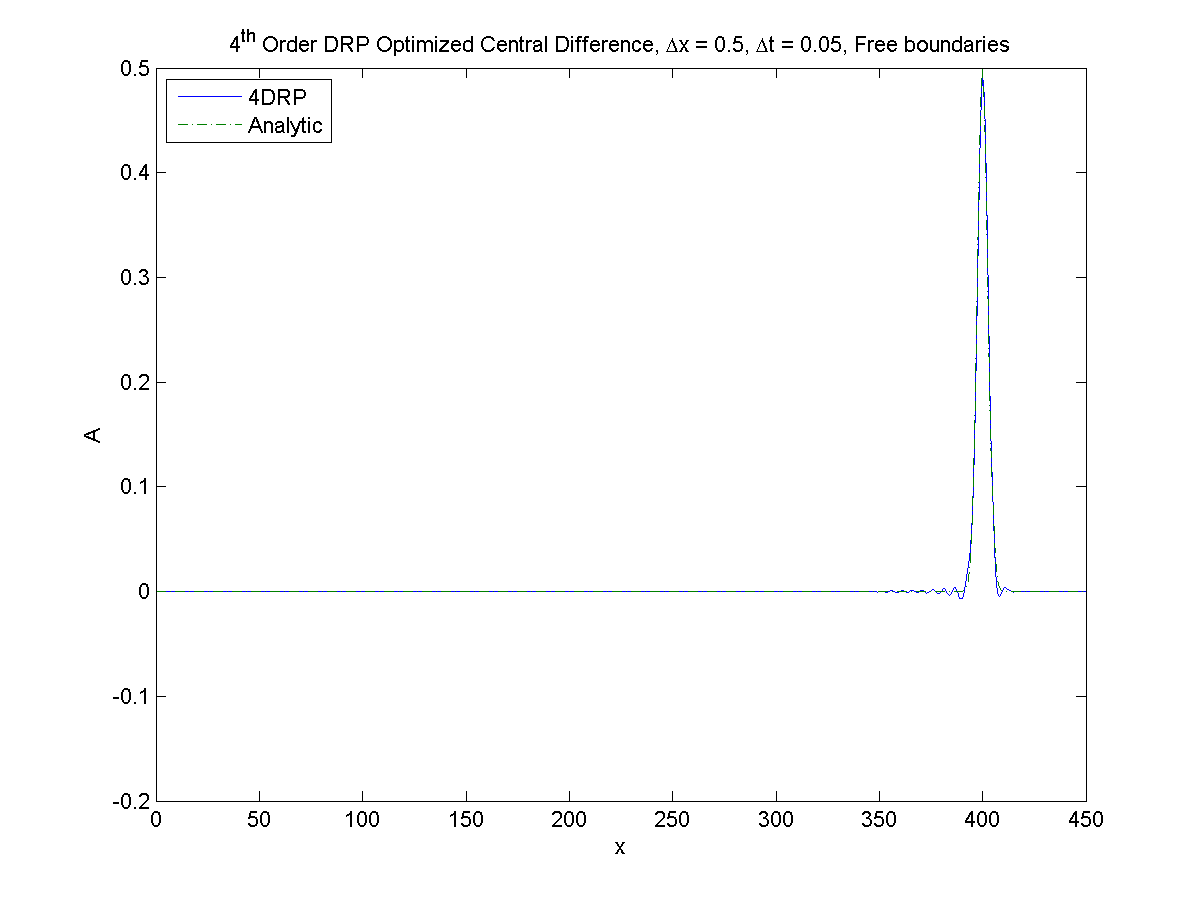 4th Order DRP Optimized Central Difference, Δx = 0.5, Δt = 0.05, Free boundaries
4DRP
Analytic
0.5
0.4
0.3
0.2
0.1
0
-0.1
-0.2
A
0 50 100 150 200 250 300 350 400 450
x